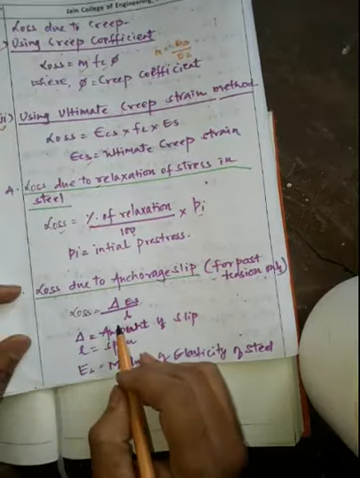 Jain College of Engineering,
Loss due to Creep
Using Creep Coefficient
Loss = m fc Ø
where, Ø = Creep coefficient
ii) Using Ultimate Creep strain method
Loss = Ecs × fc × Es
Ecs = Ultimate Creep strain
4. Loss due to relaxation of stress in
steel
Loss = % of relaxation / 100 × Pi
Pi = intial prestress.
Loss due to Anchorage slip (for post
tension only)
Loss = Δ Es / l
Δ = Amount of slip
l =
Es = of Elasticity of Steel